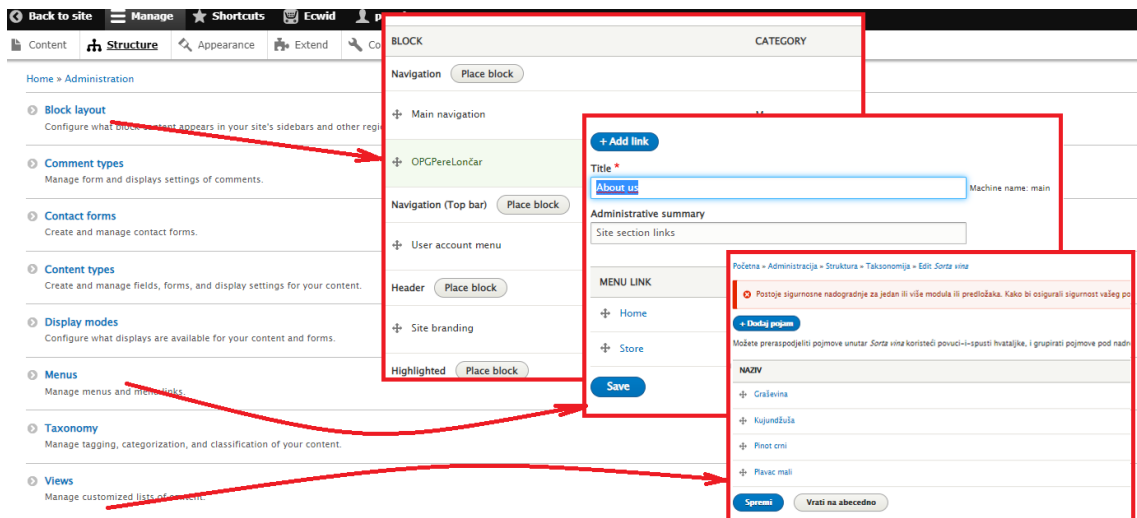 Back to site Manage Shortcuts Ecwid
Content Structure Appearance Extend
Home » Administration
Block layout
Configure what block content appears in your site's sidebars and other
Comment types
Manage form and displays settings of comments.
Contact forms
Create and manage contact forms.
Content types
Create and manage fields, forms, and display settings for your content.
Display modes
Configure what displays are available for your content and forms.
Menus
Manage menus and menu links.
Taxonomy
Manage tagging, categorization, and classification of your content.
Views
Manage customized lists of content.
BLOCK CATEGORY
Navigation Place block
Main navigation
OPGPereLončar
Navigation (Top bar) Place block
User account menu
Header Place block
Site branding
Highlighted Place block
+ Add link
Title *
About us Machine name: main
Administrative summary
Site section links
MENU LINK
Home
Store
Save
Početna » Administracija » Struktura » Taksonomija » Edit Sorta vina
Postoje sigurnosne nadogradnje za jedan ili više modula ili predložaka. Kako bi osigurali sigurnost vašeg
+ Dodaj pojam
Možete preraspodjeliti pojmove unutar Sorta vina koristeći povuci-i-spusti hvataljke, i grupirati pojmove pod
NAZIV
Graševina
Kujundžuša
Pinot crni
Plavac mali
Spremi Vrati na abecedno